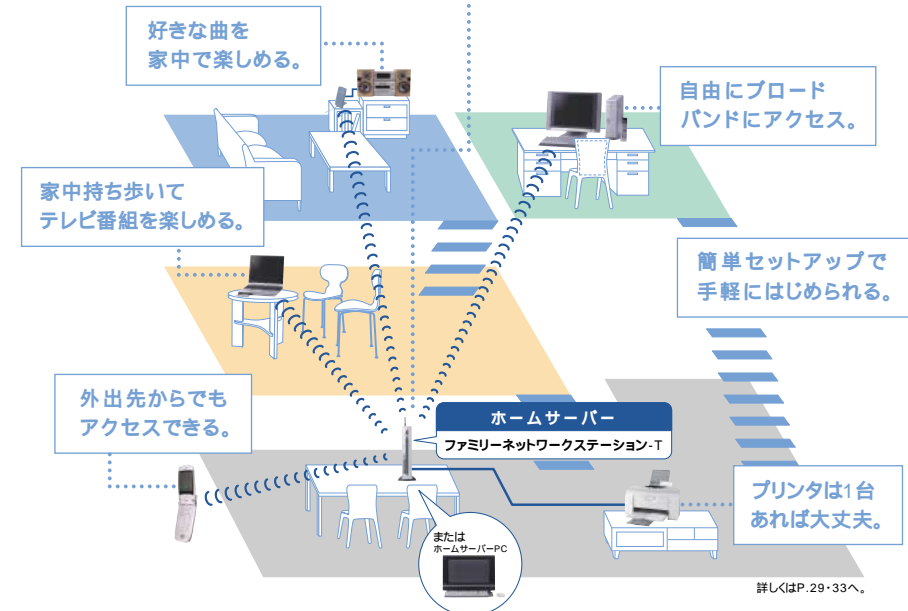 好きな曲を
家中で楽しめる。
自由にブロード
バンドにアクセス。
家中持ち歩いて
テレビ番組を楽しめる。
簡単セットアップで
手軽にはじめられる。
外出先からでも
アクセスできる。
ホームサーバー
ファミリーネットワークステーション-T
プリンタは1台
あれば大丈夫。
または
ホームサーバーPC
詳しくはP.29・33へ。